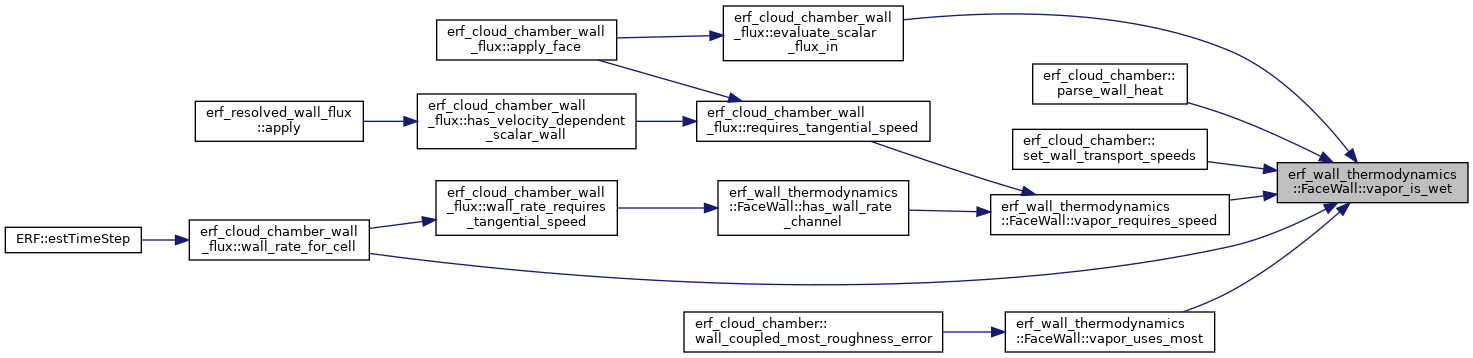 erf_cloud_chamber_wall
_flux::apply_face
erf_cloud_chamber_wall
_flux::evaluate_scalar
_flux_in
erf_cloud_chamber::
parse_wall_heat
erf_resolved_wall_flux
::apply
erf_cloud_chamber_wall
_flux::has_velocity_dependent
_scalar_wall
erf_cloud_chamber_wall
_flux::requires_tangential_speed
erf_cloud_chamber::
set_wall_transport_speeds
erf_wall_thermodynamics
::FaceWall::vapor_is_wet
erf_cloud_chamber_wall
_flux::wall_rate_requires
_tangential_speed
erf_wall_thermodynamics
::FaceWall::has_wall_rate
_channel
erf_wall_thermodynamics
::FaceWall::vapor_requires_speed
ERF::estTimeStep
erf_cloud_chamber_wall
_flux::wall_rate_for_cell
erf_cloud_chamber::
wall_coupled_most_roughness_error
erf_wall_thermodynamics
::FaceWall::vapor_uses_most